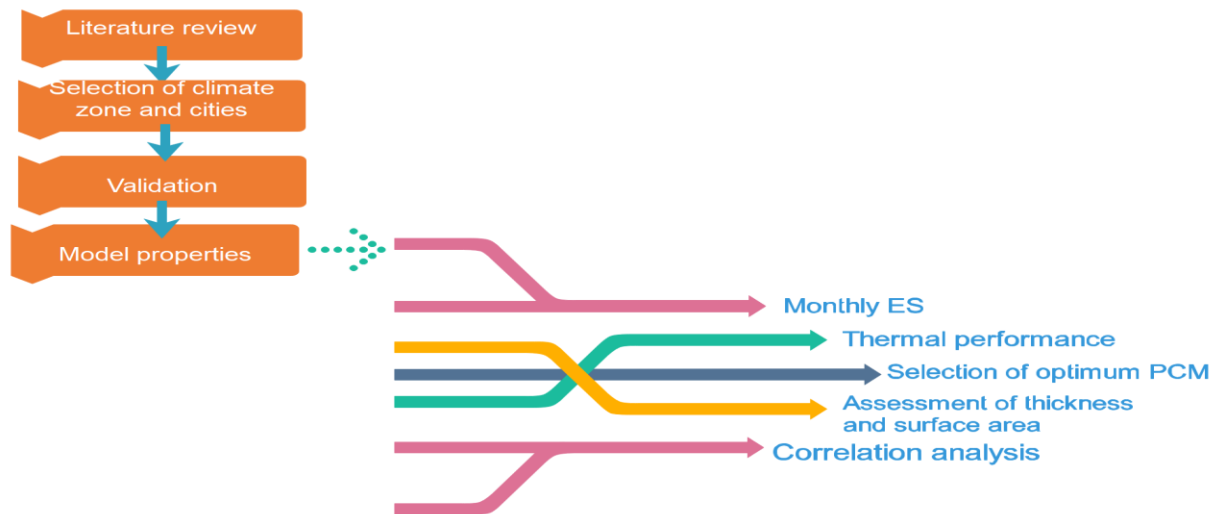 Literature review
Selection of climate
zone and cities
Validation
Model properties
Monthly ES
Thermal performance
Selection of optimum PCM
Assessment of thickness
and surface area
Correlation analysis